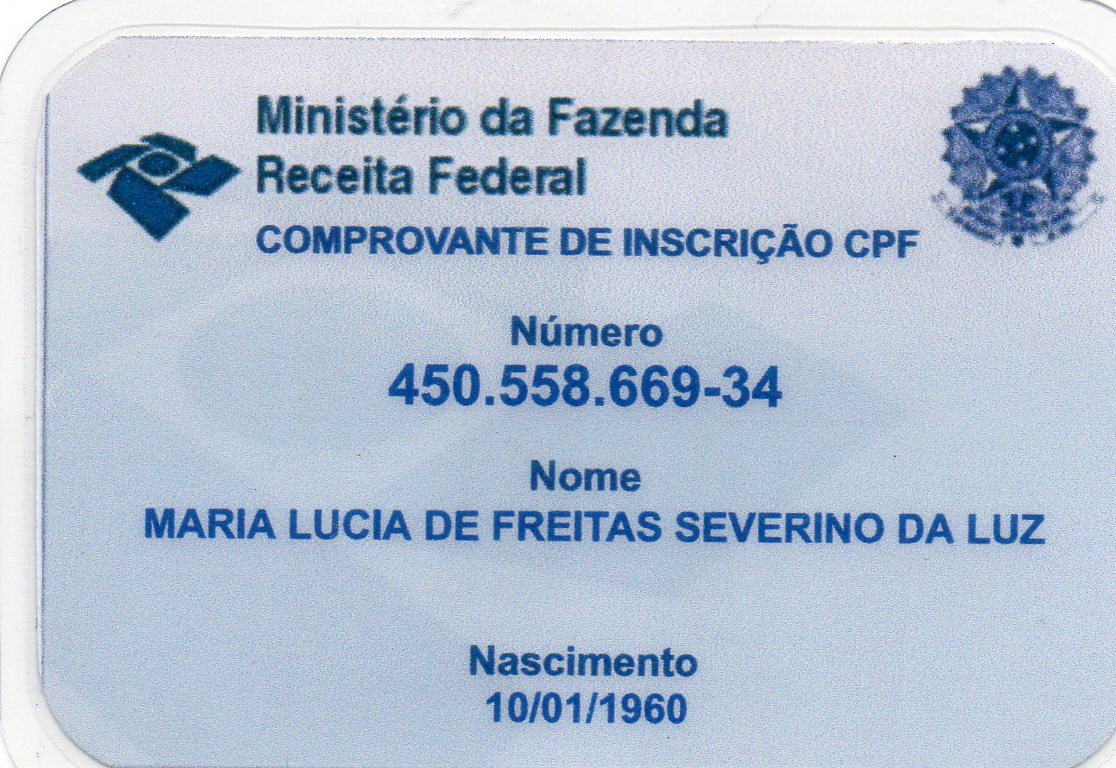 Ministério da Fazenda
Receita Federal
COMPROVANTE DE INSCRIÇÃO CPF
Número
450.558.669-34
Nome
MARIA LUCIA DE FREITAS SEVERINO DA LUZ
Nascimento
10/01/1960